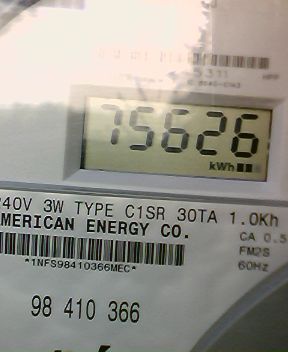 75626
kWh
240V 3W TYPE C1SR 30TA 1.0Kh
AMERICAN ENERGY CO.
CA 0.5
FM2S
*1NFS98410366MEC*
60Hz
98 410 366